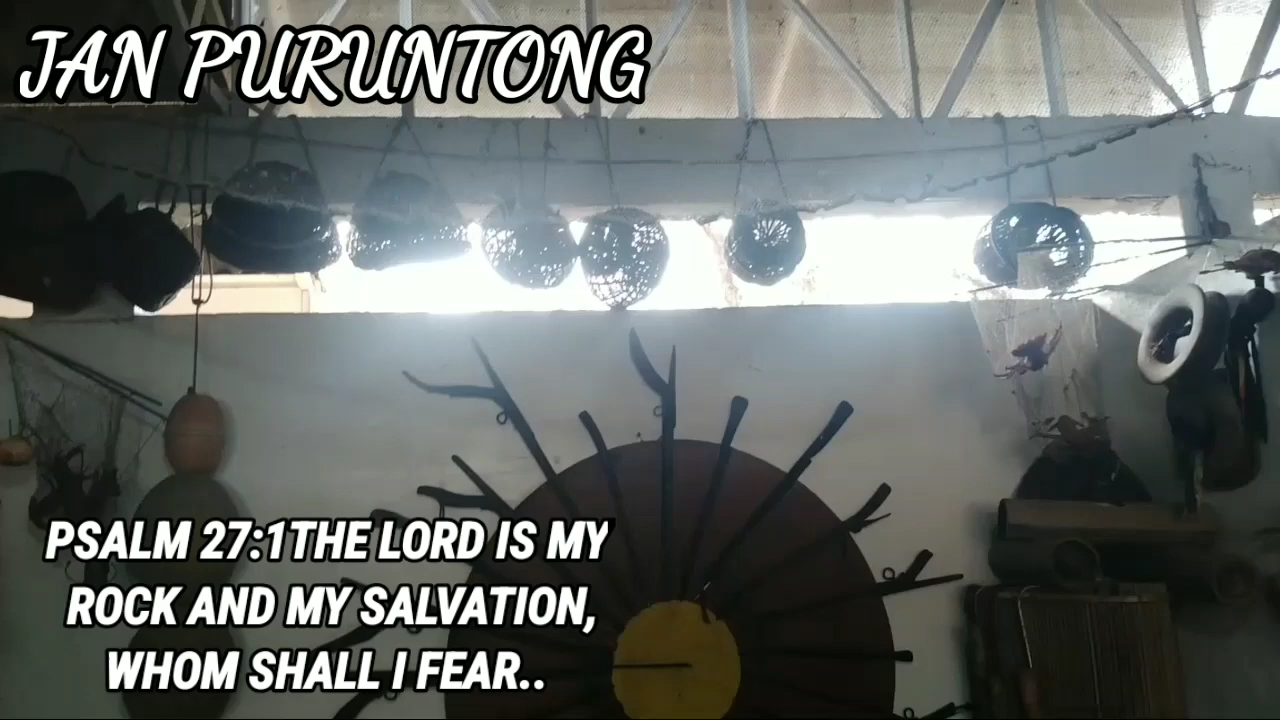 JAN PURUNTONG
PSALM 27:1THE LORD IS MY
ROCK AND MY SALVATION,
WHOM SHALL I FEAR..